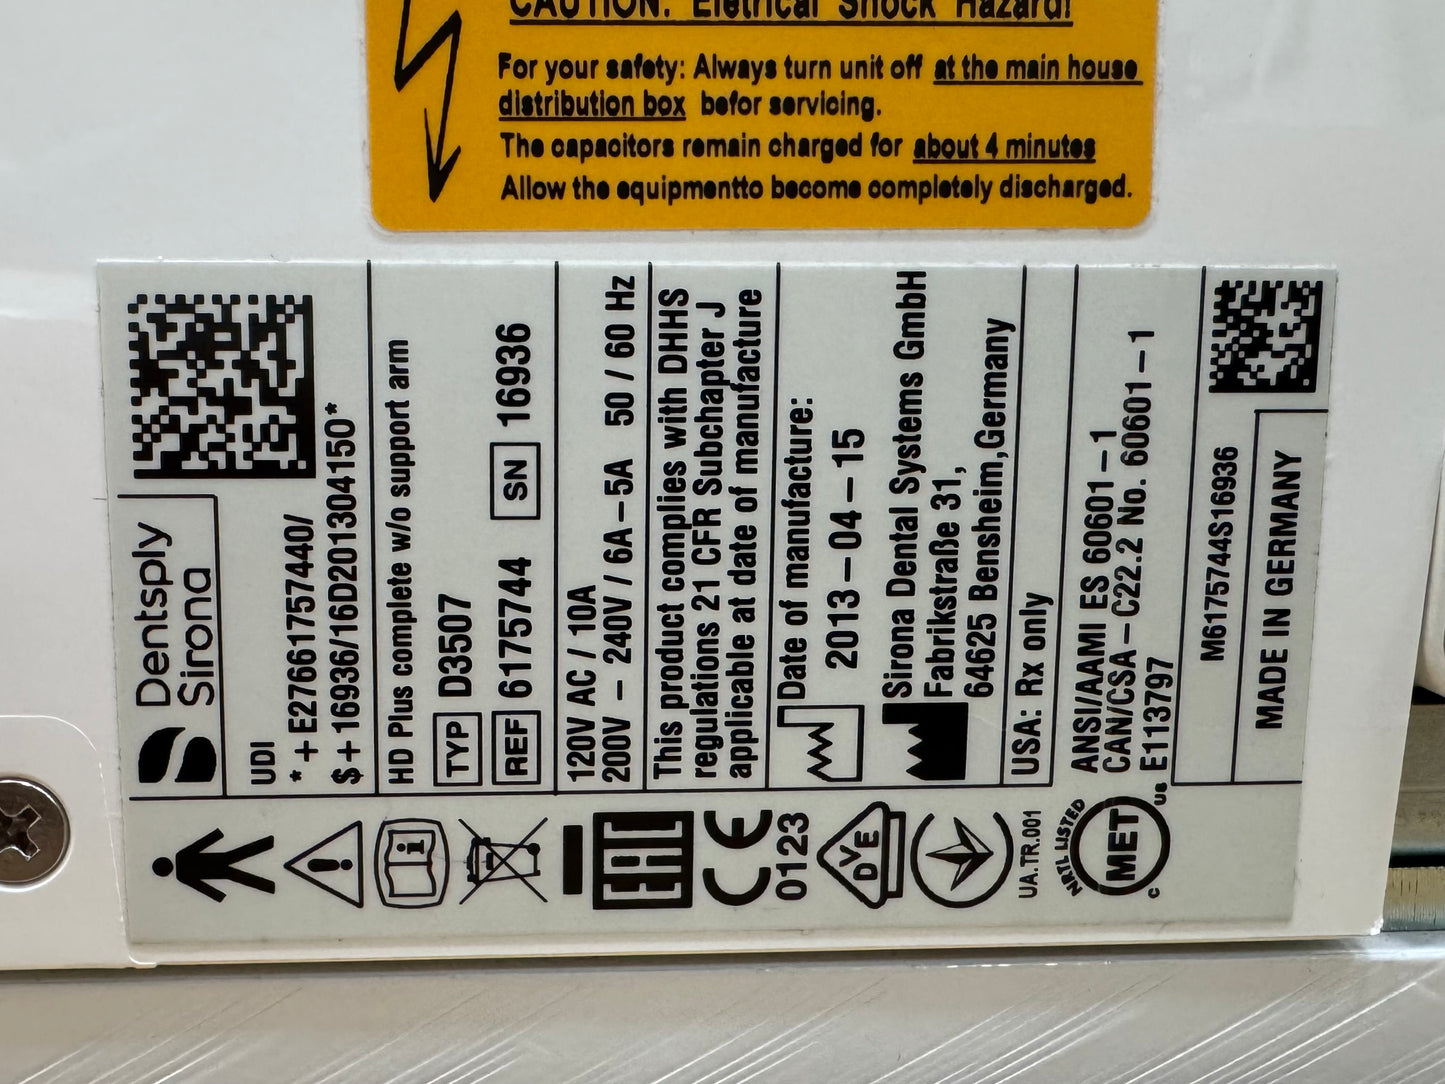 CAUTION: Eletrical Shock Hazard!
For your safety: Always turn unit off at the main house
distribution box befor servicing.
The capacitors remain charged for about 4 minutes
Allow the equipmentto become completely discharged.
Dentsply
Sirona
UDI
*+E27661757440/
$+16936/16D201304150*
HD Plus complete w/o support arm
TYP D3507
REF 6175744 SN 16936
120V AC / 10A
200V – 240V / 6A–5A 50 / 60 Hz
This product complies with DHHS
regulations 21 CFR Subchapter J
applicable at date of manufacture
Date of manufacture:
2013–04–15
Sirona Dental Systems GmbH
Fabrikstraße 31,
64625 Bensheim,Germany
USA: Rx only
ANSI/AAMI ES 60601–1
CAN/CSA–C22.2 No. 60601–1
E113797
M6175744S16936
MADE IN GERMANY
EAC
CE
0123
DVE
UA.TR.001
NRTL LISTED
MET
C US